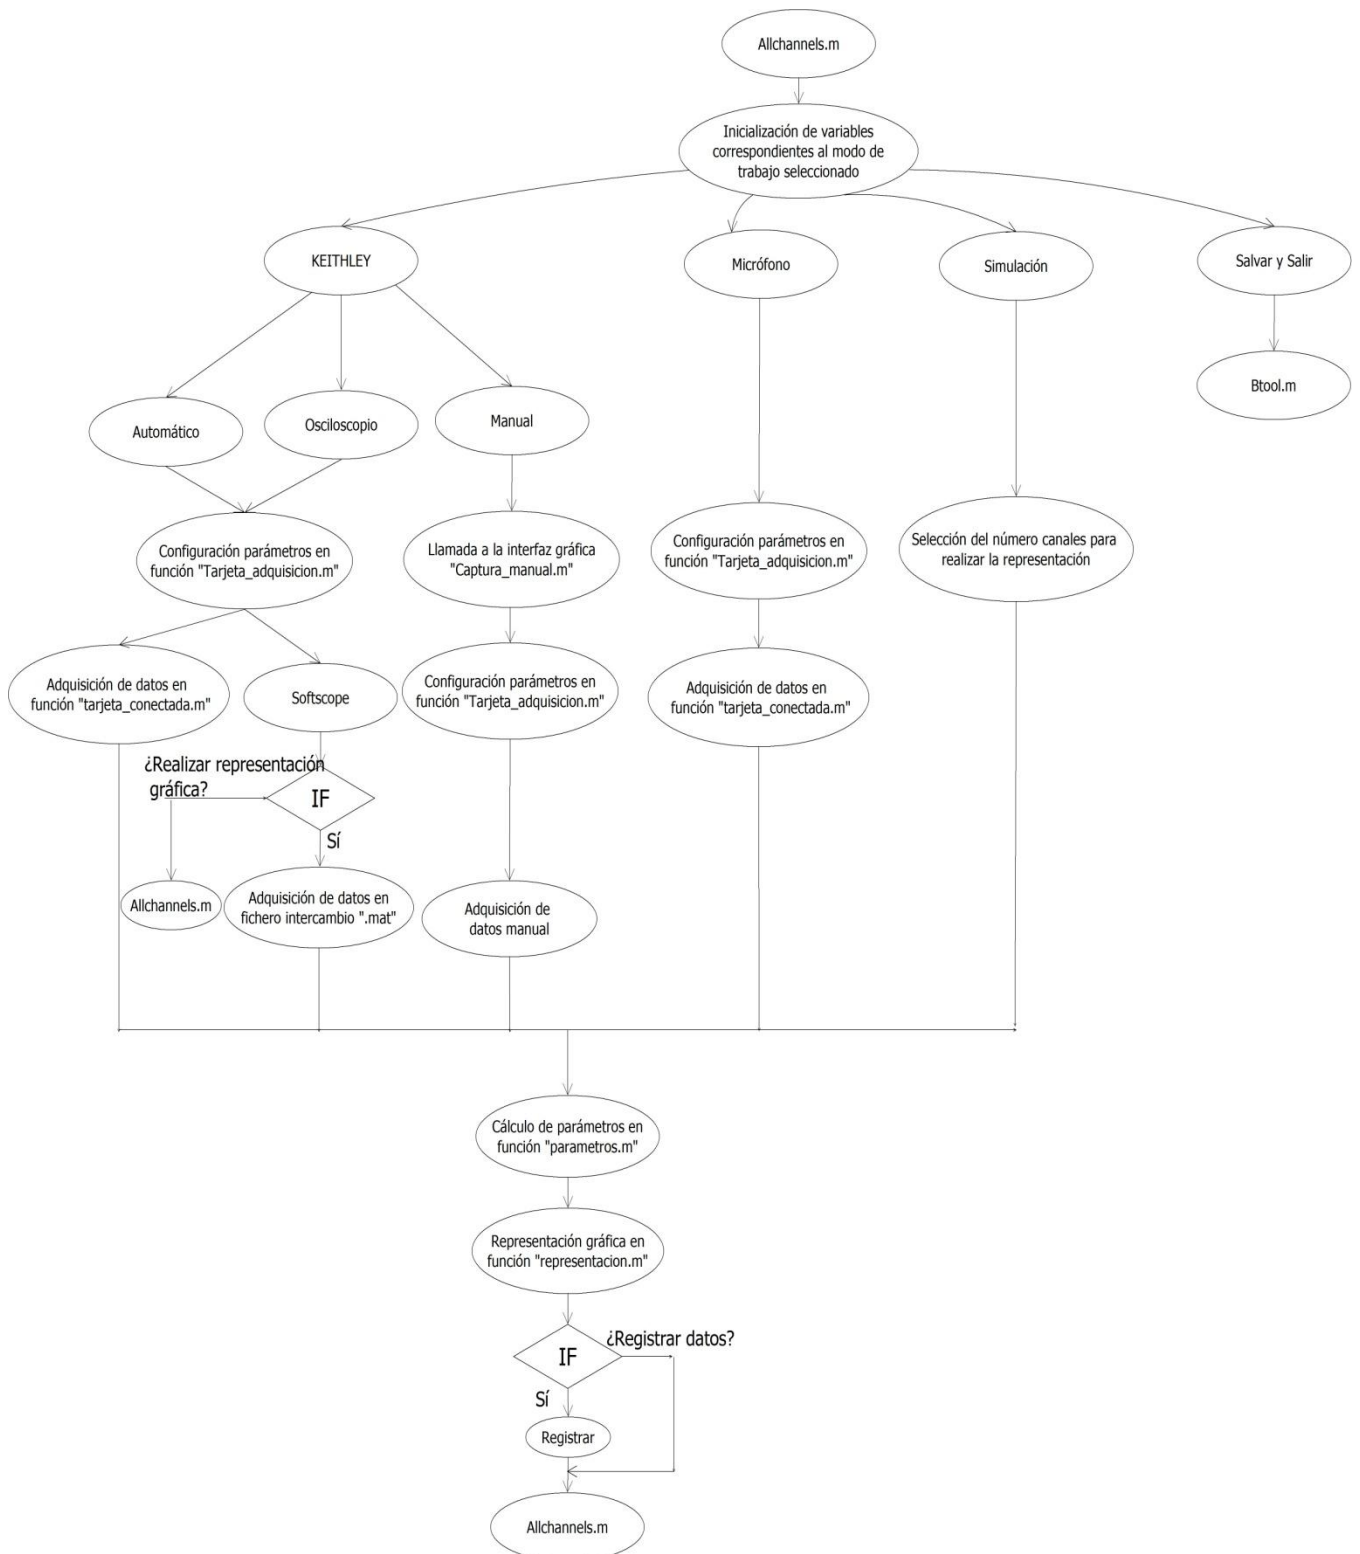 Allchannels.m
Inicialización de variables
correspondientes al modo de
trabajo seleccionado
KEITHLEY
Micrófono
Simulación
Salvar y Salir
Automático
Osciloscopio
Manual
Btool.m
Configuración parámetros en
función "Tarjeta_adquisicion.m"
Llamada a la interfaz gráfica
"Captura_manual.m"
Configuración parámetros en
función "Tarjeta_adquisicion.m"
Selección del número canales para
realizar la representación
Adquisición de datos en
función "tarjeta_conectada.m"
Softscope
Configuración parámetros en
función "Tarjeta_adquisicion.m"
Adquisición de datos en
función "tarjeta_conectada.m"
¿Realizar representación
gráfica?
IF
Sí
Allchannels.m
Adquisición de datos en
fichero intercambio ".mat"
Adquisición de
datos manual
Cálculo de parámetros en
función "parametros.m"
Representación gráfica en
función "representacion.m"
¿Registrar datos?
IF
Sí
Registrar
Allchannels.m